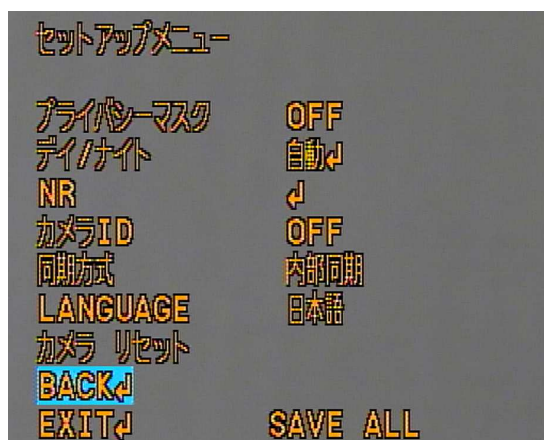 セットアップメニュー
プライバシーマスク OFF
デイ/ナイト 自動↲
NR ↲
カメラID OFF
同期方式 内部同期
LANGUAGE 日本語
カメラ リセット
BACK↲
EXIT↲ SAVE ALL